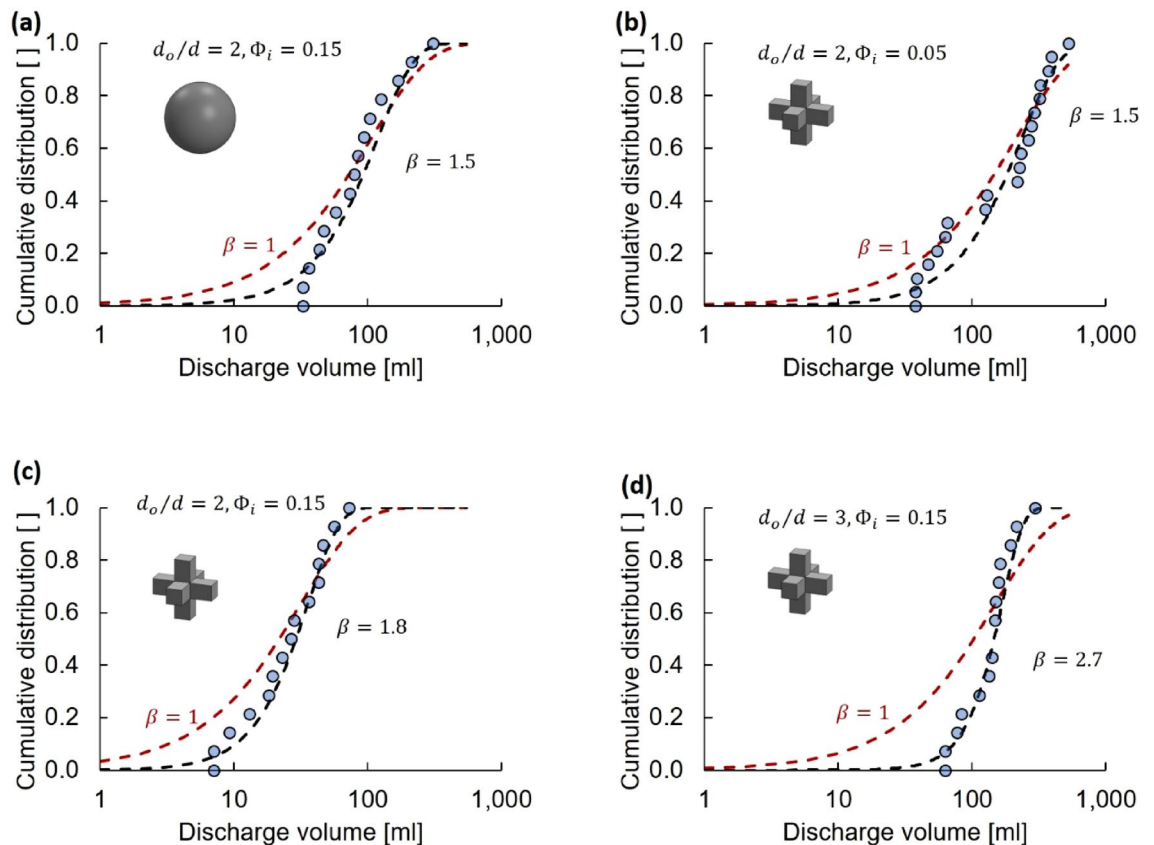 (a)
d_o/d = 2, Φ_i = 0.15
Cumulative distribution [ ]
1.0
0.8
0.6
0.4
0.2
0.0
β = 1.5
β = 1
1 10 100 1,000
Discharge volume [ml]
(b)
d_o/d = 2, Φ_i = 0.05
Cumulative distribution [ ]
1.0
0.8
0.6
0.4
0.2
0.0
β = 1.5
β = 1
1 10 100 1,000
Discharge volume [ml]
(c)
d_o/d = 2, Φ_i = 0.15
Cumulative distribution [ ]
1.0
0.8
0.6
0.4
0.2
0.0
β = 1.8
β = 1
1 10 100 1,000
Discharge volume [ml]
(d)
d_o/d = 3, Φ_i = 0.15
Cumulative distribution [ ]
1.0
0.8
0.6
0.4
0.2
0.0
β = 2.7
β = 1
1 10 100 1,000
Discharge volume [ml]